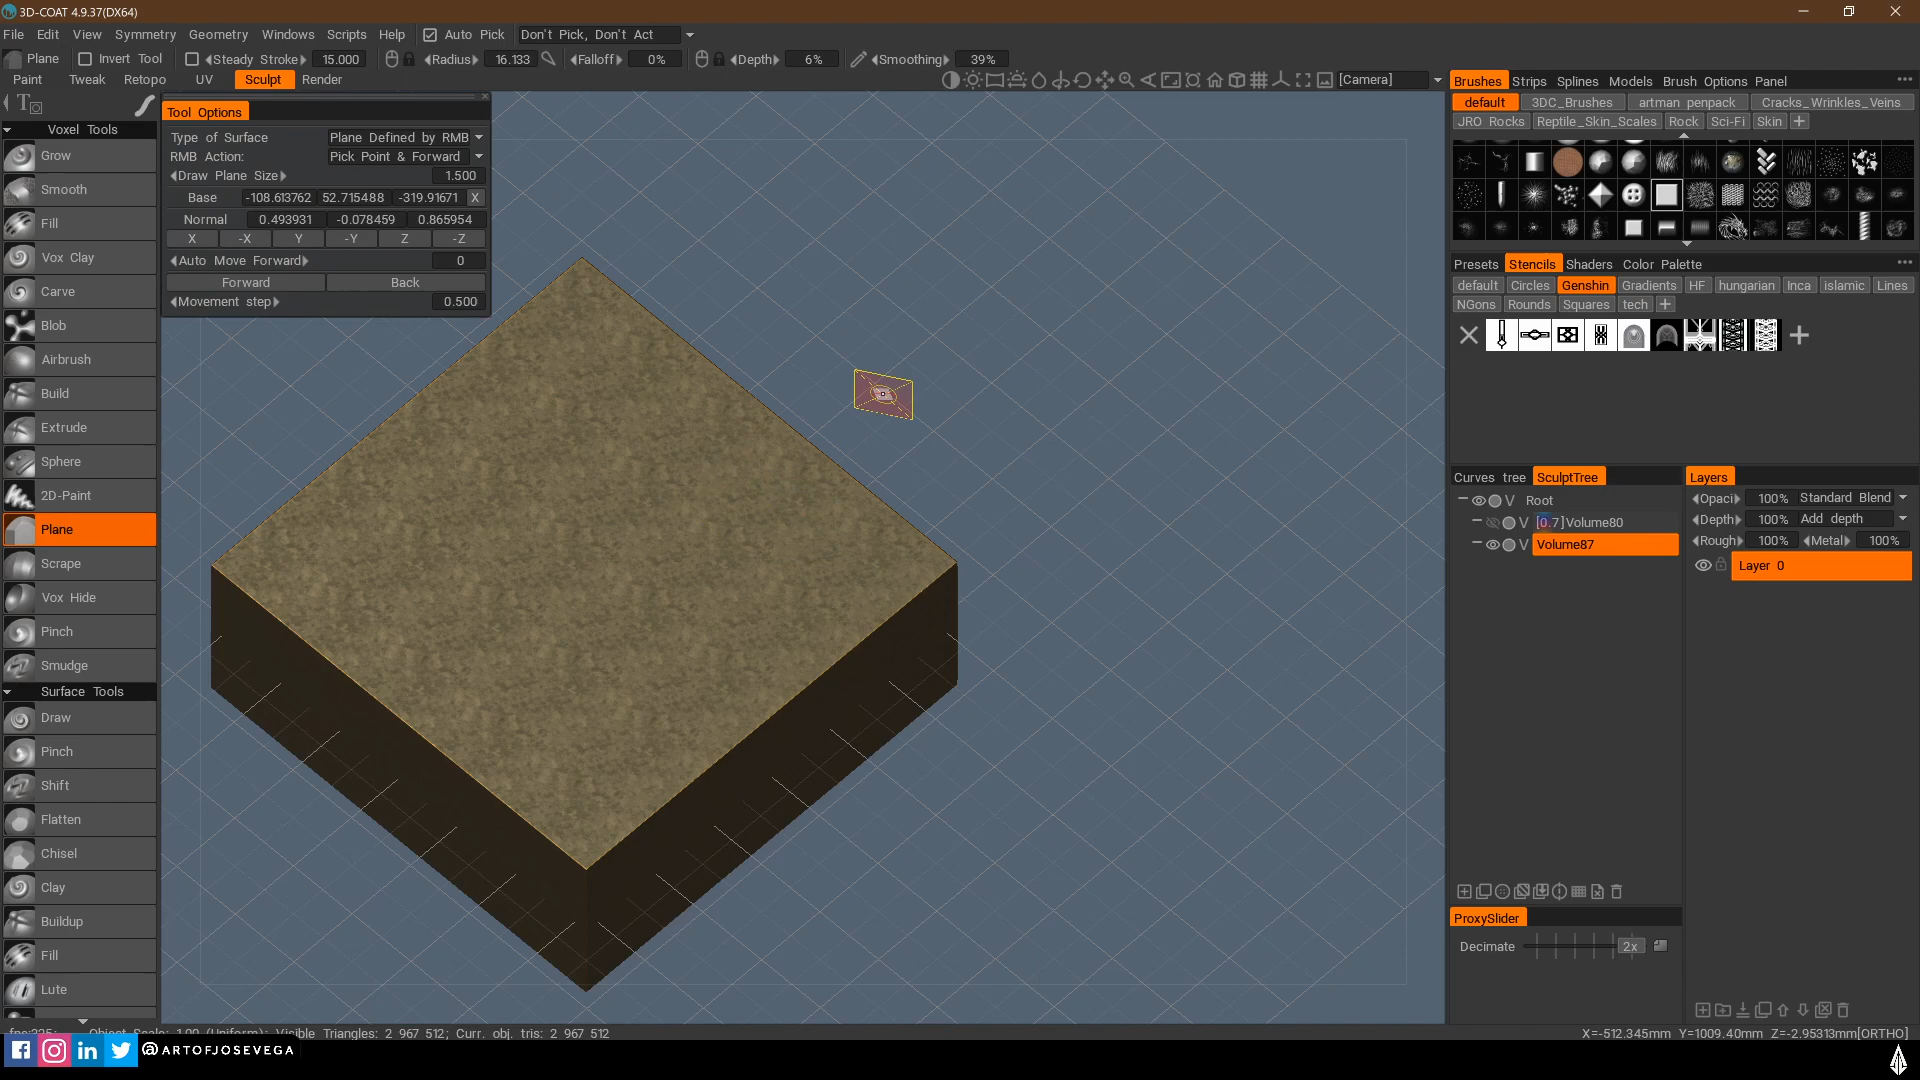 3D-COAT 4.9.37(DX64)
File Edit View Symmetry Geometry Windows Scripts Help Auto Pick Don't Pick, Don't Act
Plane Invert Tool Steady Stroke 15.000 Radius 16.133 Falloff 0% Depth 6% Smoothing 39%
Paint Tweak Retopo UV Sculpt Render [Camera]
Voxel Tools
Grow
Smooth
Fill
Vox Clay
Carve
Blob
Airbrush
Build
Extrude
Sphere
2D-Paint
Plane
Scrape
Vox Hide
Pinch
Smudge
Surface Tools
Draw
Pinch
Shift
Flatten
Chisel
Clay
Buildup
Fill
Lute
Tool Options
Type of Surface Plane Defined by RMB
RMB Action: Pick Point & Forward
Draw Plane Size 1.500
Base -108.613762 52.715488 -319.91671 X
Normal 0.493931 -0.078459 0.865954
X -X Y -Y Z -Z
Auto Move Forward 0
Forward Back
Movement step 0.500
Brushes Strips Splines Models Brush Options Panel
default 3DC_Brushes artman penpack Cracks_Wrinkles_Veins
JRO Rocks Reptile_Skin_Scales Rock Sci-Fi Skin
Presets Stencils Shaders Color Palette
default Circles Genshin Gradients HF hungarian Inca islamic Lines
NGons Rounds Squares tech
Curves tree SculptTree
V Root
V [0.7]Volume80
V Volume87
Layers
Opaci 100% Standard Blend
Depth 100% Add depth
Rough 100% Metal 100%
Layer 0
ProxySlider
Decimate 2x
fps:325; Object Scale: 1.00 (Uniform); Visible Triangles: 2 967 512; Curr. obj. tris: 2 967 512
X=-512.345mm Y=1009.40mm Z=-2.95313mm[ORTHO]
@ARTOFJOSEVEGA